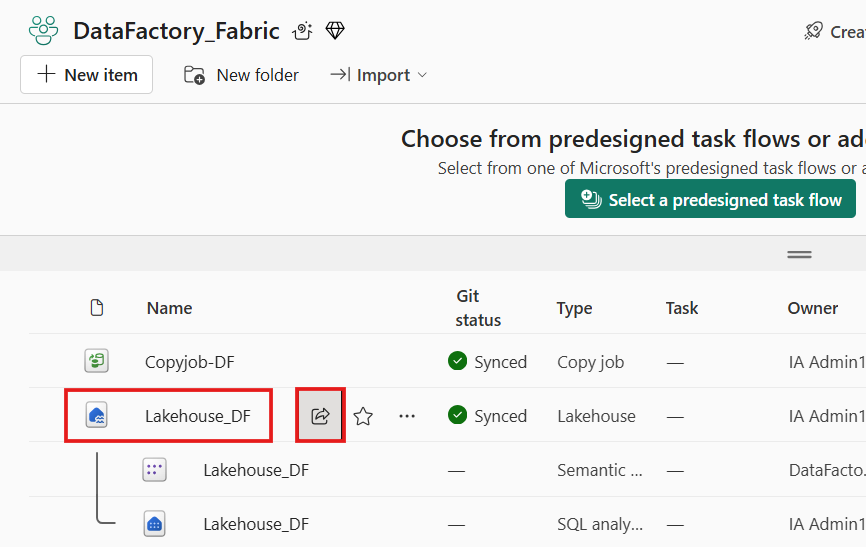 DataFactory_Fabric
Crea
New item New folder Import
Choose from predesigned task flows or ad
Select from one of Microsoft's predesigned task flows or a
Select a predesigned task flow
Name Git status Type Task Owner
Copyjob-DF Synced Copy job — IA Admin1
Lakehouse_DF ... Synced Lakehouse — IA Admin1
Lakehouse_DF — Semantic ... — DataFacto...
Lakehouse_DF — SQL analy... — IA Admin1